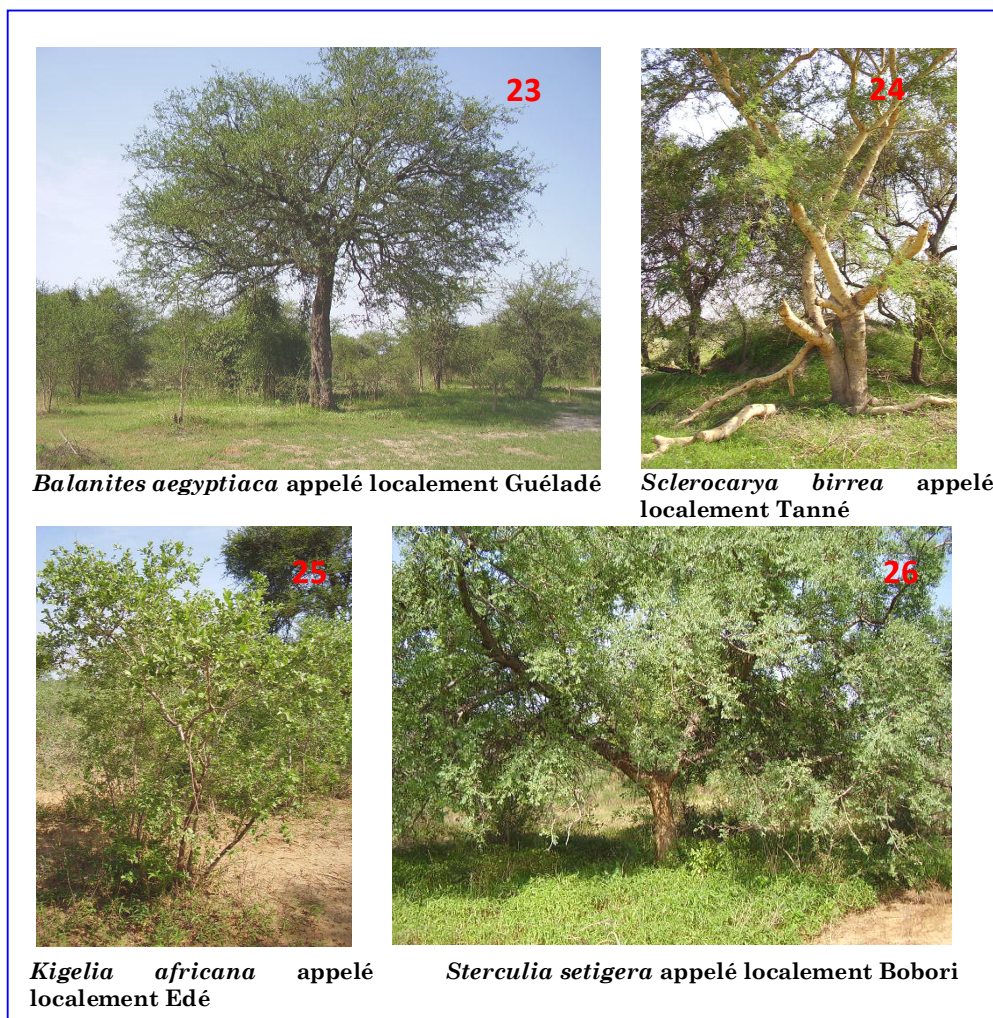 23
24
Balanites aegyptiaca appelé localement Guéladé
Sclerocarya birrea appelé
localement Tanné
25
26
Kigelia africana appelé
localement Edé
Sterculia setigera appelé localement Bobori